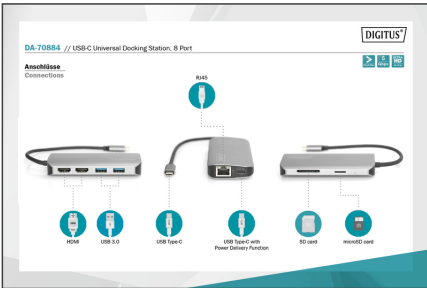 DIGITUS®
DA-70884 // USB-C Universal Docking Station, 8 Port
Anschlüsse
Connections
RJ45
HDMI
USB 3.0
USB Type-C
USB Type-C with
Power Delivery Function
SD card
microSD card